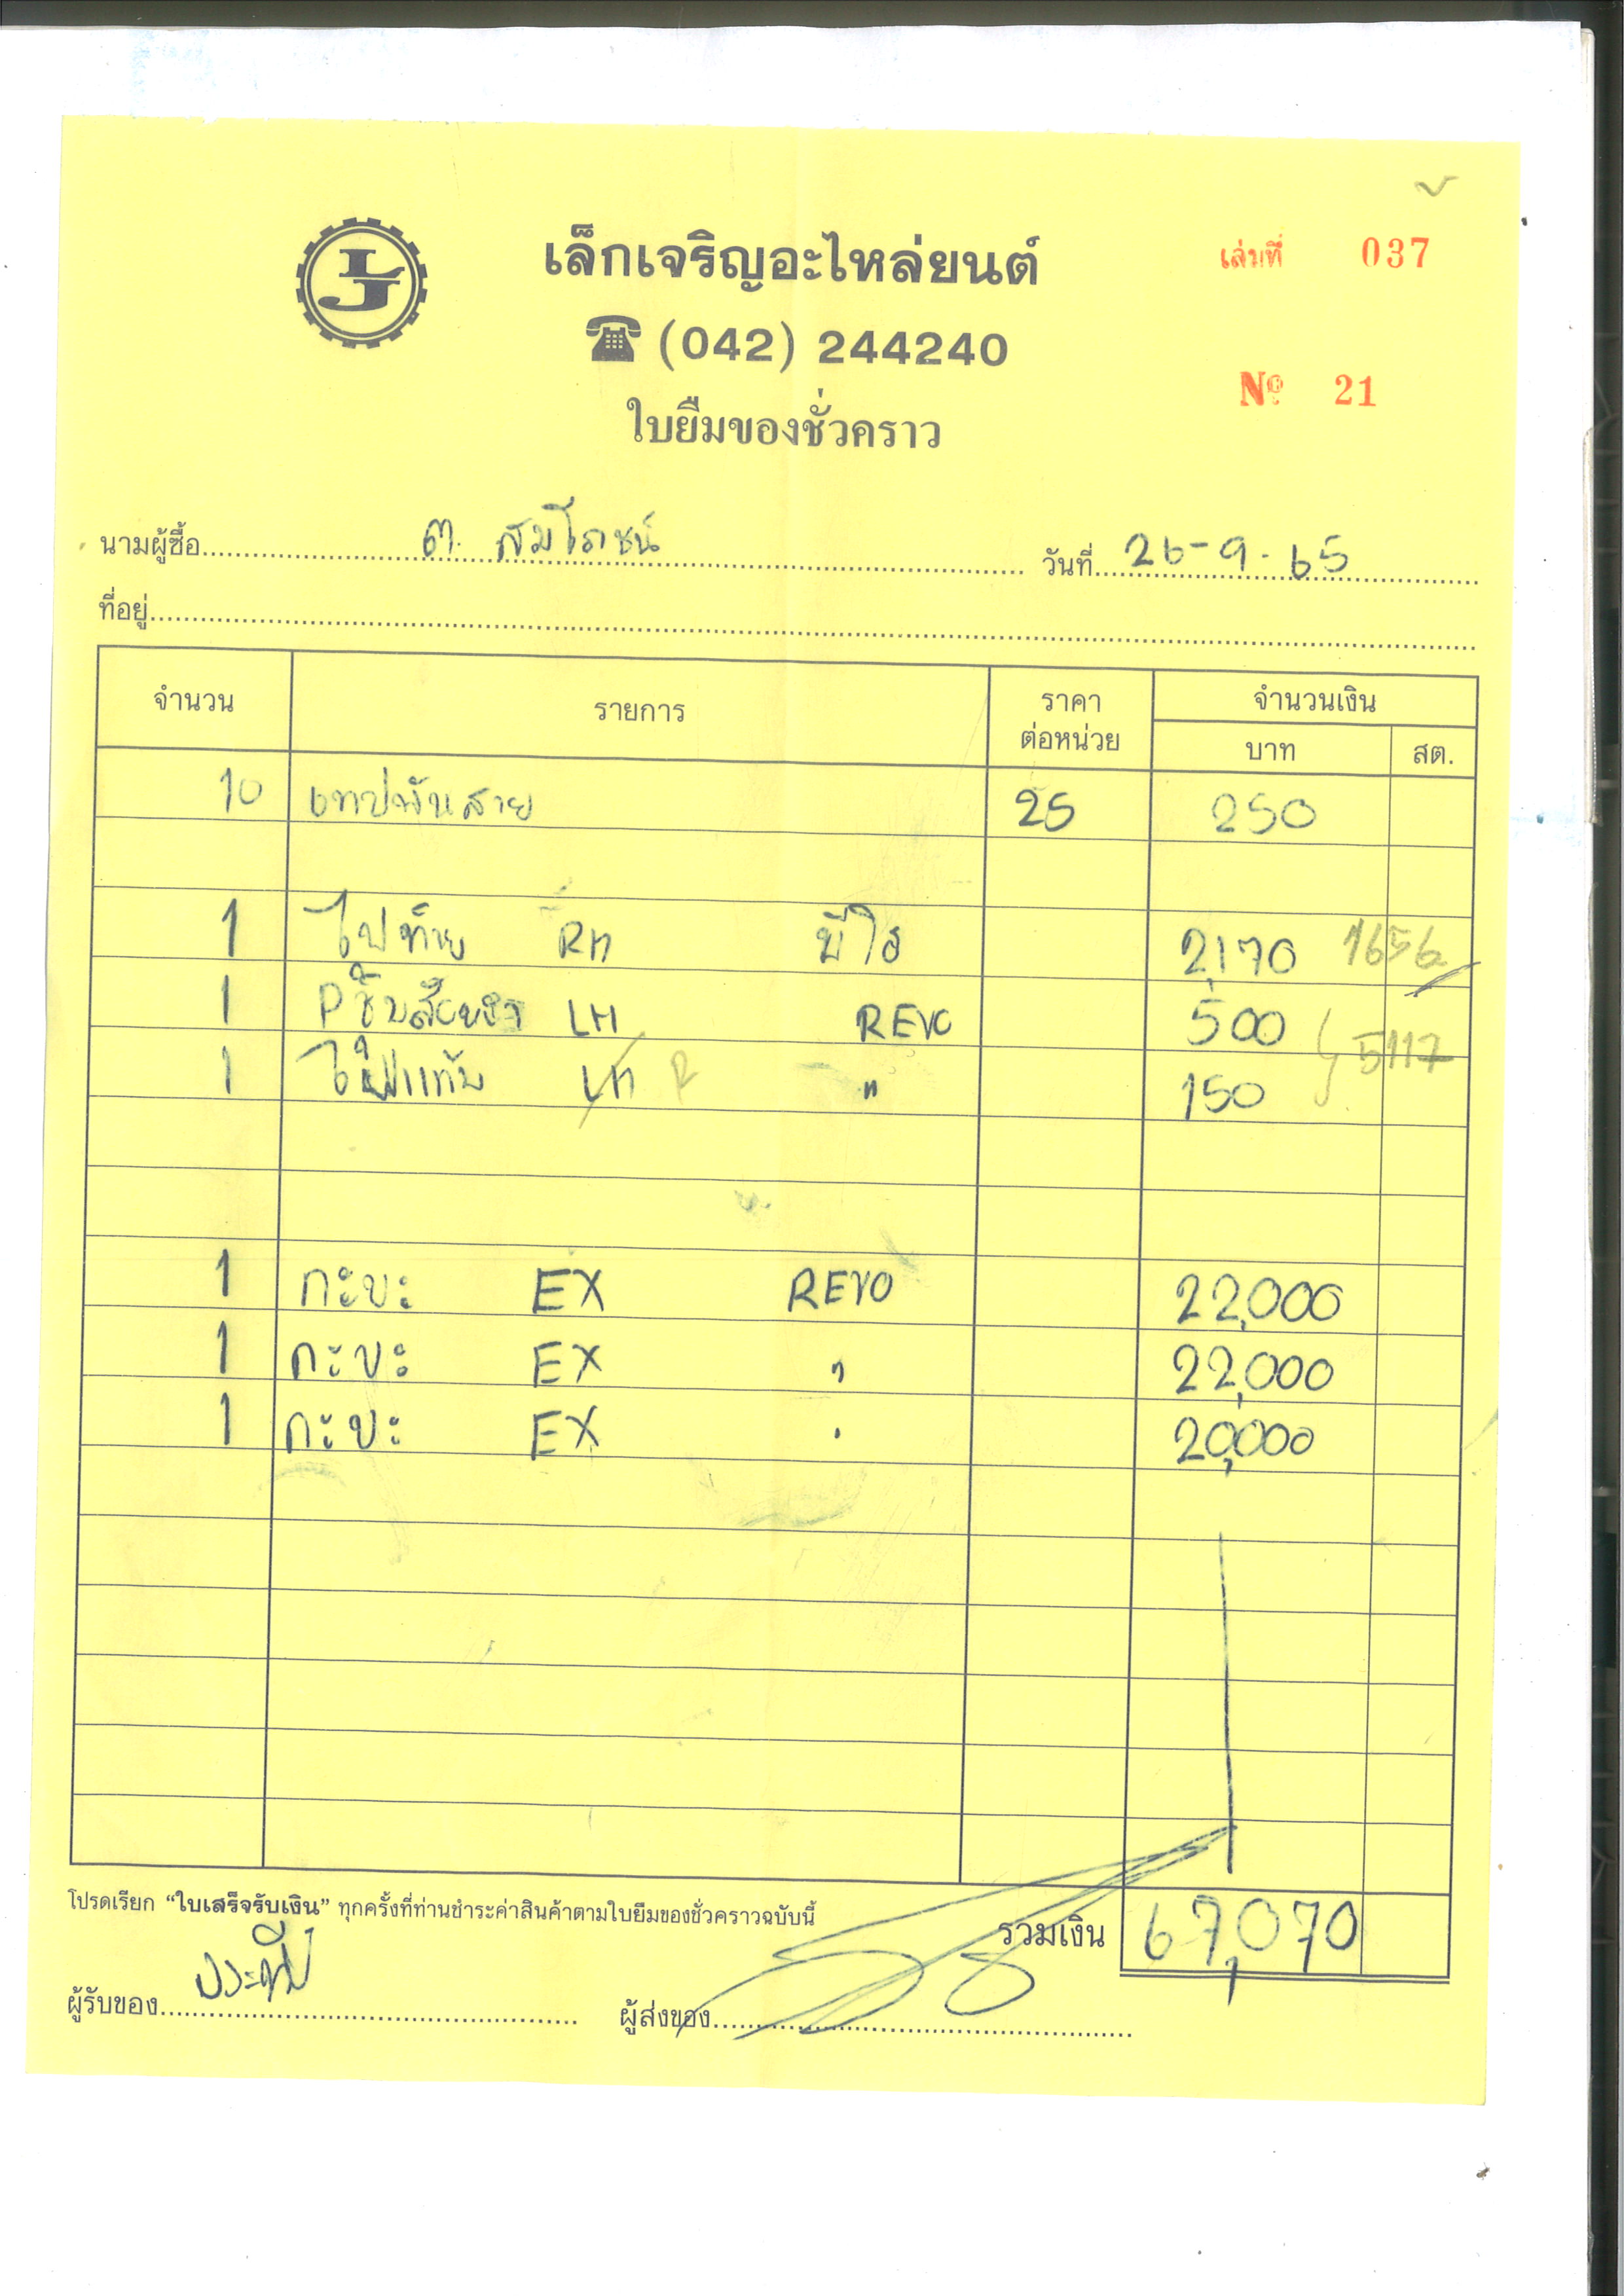 LJ
เล็กเจริญอะไหล่ยนต์
เล่มที่ 037
(042) 244240
Nº 21
ใบยืมของชั่วคราว
นามผู้ซื้อ ต. สมโภชน์ วันที่ 26-9-65
ที่อยู่
จำนวน รายการ ราคา ต่อหน่วย จำนวนเงิน
บาท สต.
10 เทปพันสาย 25 250
1 ไฟท้าย RH 2,170 1656
1 LH REVO 500 5117
1 LH R " 150
1 กะบะ EX REVO 22,000
1 กะบะ EX " 22,000
1 กะบะ EX " 20,000
โปรดเรียก “ใบเสร็จรับเงิน” ทุกครั้งที่ท่านชำระค่าสินค้าตามใบยืมของชั่วคราวฉบับนี้
รวมเงิน 67,070
ผู้รับของ ประทีป ผู้ส่งของ